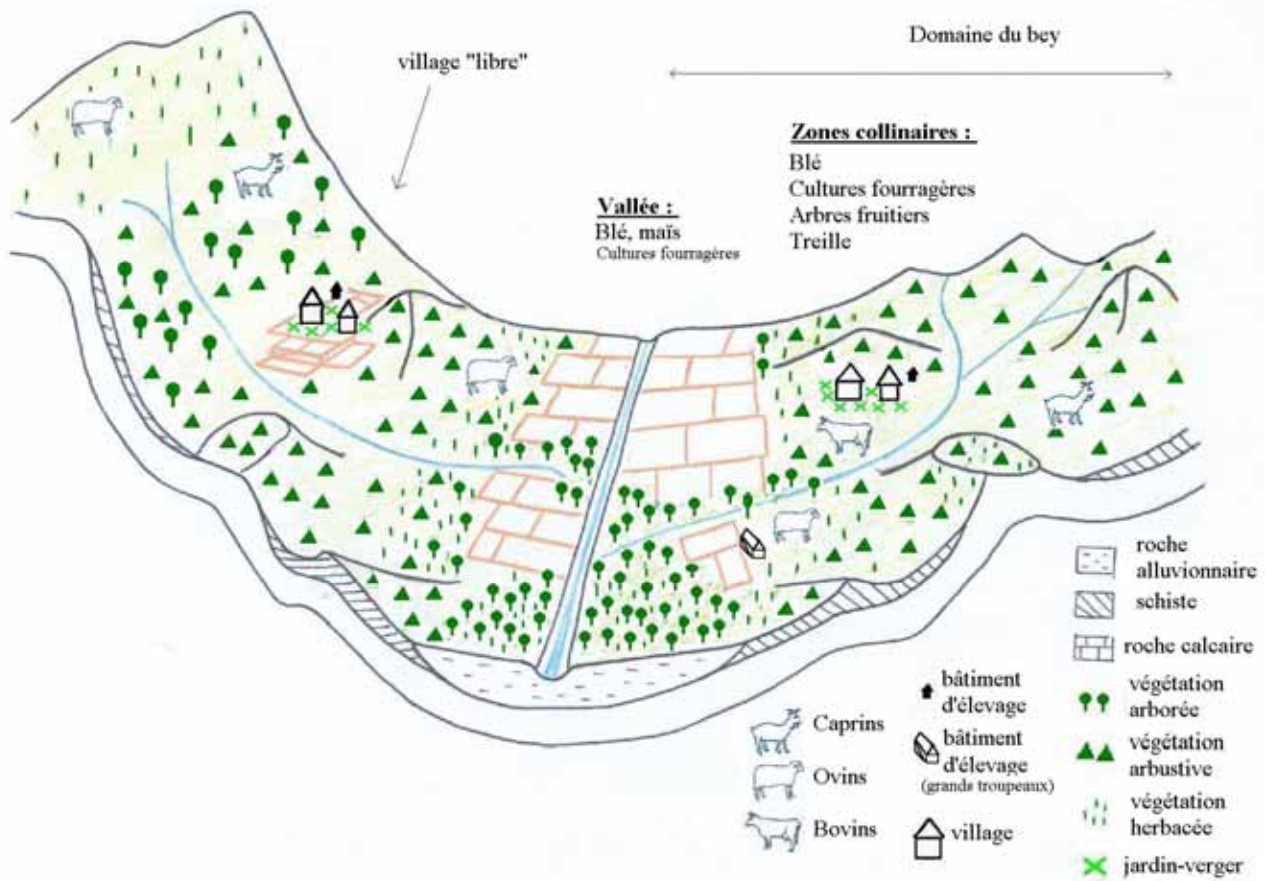 Domaine du bey
village "libre"
Zones collinaires :
Blé
Cultures fourragères
Arbres fruitiers
Treille
Vallée :
Blé, maïs
Cultures fourragères
Caprins
Ovins
Bovins
bâtiment
d'élevage
bâtiment
d'élevage
(grands troupeaux)
village
roche
alluvionnaire
schiste
roche calcaire
végétation
arborée
végétation
arbustive
végétation
herbacée
jardin-verger